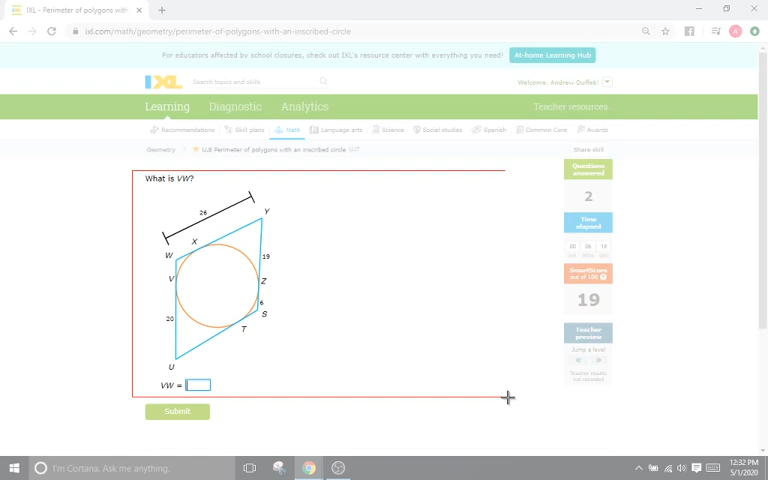 IXL - Perimeter of polygons with
ixl.com/math/geometry/perimeter-of-polygons-with-an-inscribed-circle
A
For educators affected by school closures, check out IXL's resource center with everything you need!
At-home Learning Hub
IXL
Search topics and skills
Welcome, Andrew Duffek!
Learning
Diagnostic
Analytics
Teacher resources
Recommendations
Skill plans
Math
Language arts
Science
Social studies
Spanish
Common Core
Awards
Geometry
U.8 Perimeter of polygons with an inscribed circle
Share skill
What is VW?
26
Y
X
W
19
V
Z
6
S
20
T
U
VW =
Submit
Questions
answered
2
Time
elapsed
SmartScore
out of 100 ?
19
Teacher
preview
Jump a level
Teacher results
not recorded
I'm Cortana. Ask me anything.
12:32 PM
5/1/2020